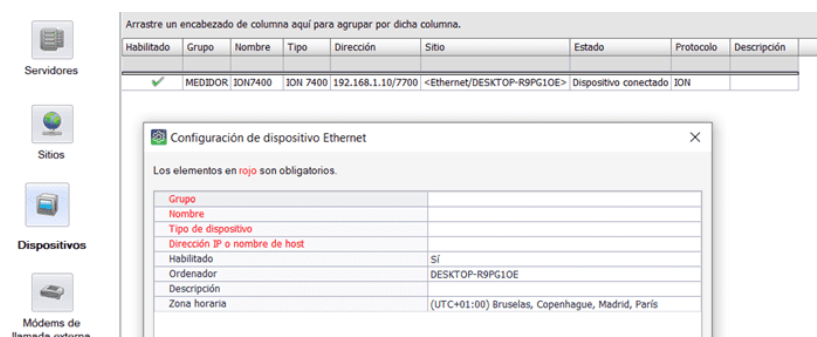 Arrastre un encabezado de columna aquí para agrupar por dicha columna.
Habilitado Grupo Nombre Tipo Dirección Sitio Estado Protocolo Descripción
MEDIDOR ION7400 ION 7400 192.168.1.10/7700 <Ethernet/DESKTOP-R9PG1OE> Dispositivo conectado ION
Servidores
Sitios
Dispositivos
Módems de
llamada externa
Configuración de dispositivo Ethernet
Los elementos en rojo son obligatorios.
Grupo
Nombre
Tipo de dispositivo
Dirección IP o nombre de host
Habilitado Sí
Ordenador DESKTOP-R9PG1OE
Descripción
Zona horaria (UTC+01:00) Bruselas, Copenhague, Madrid, París